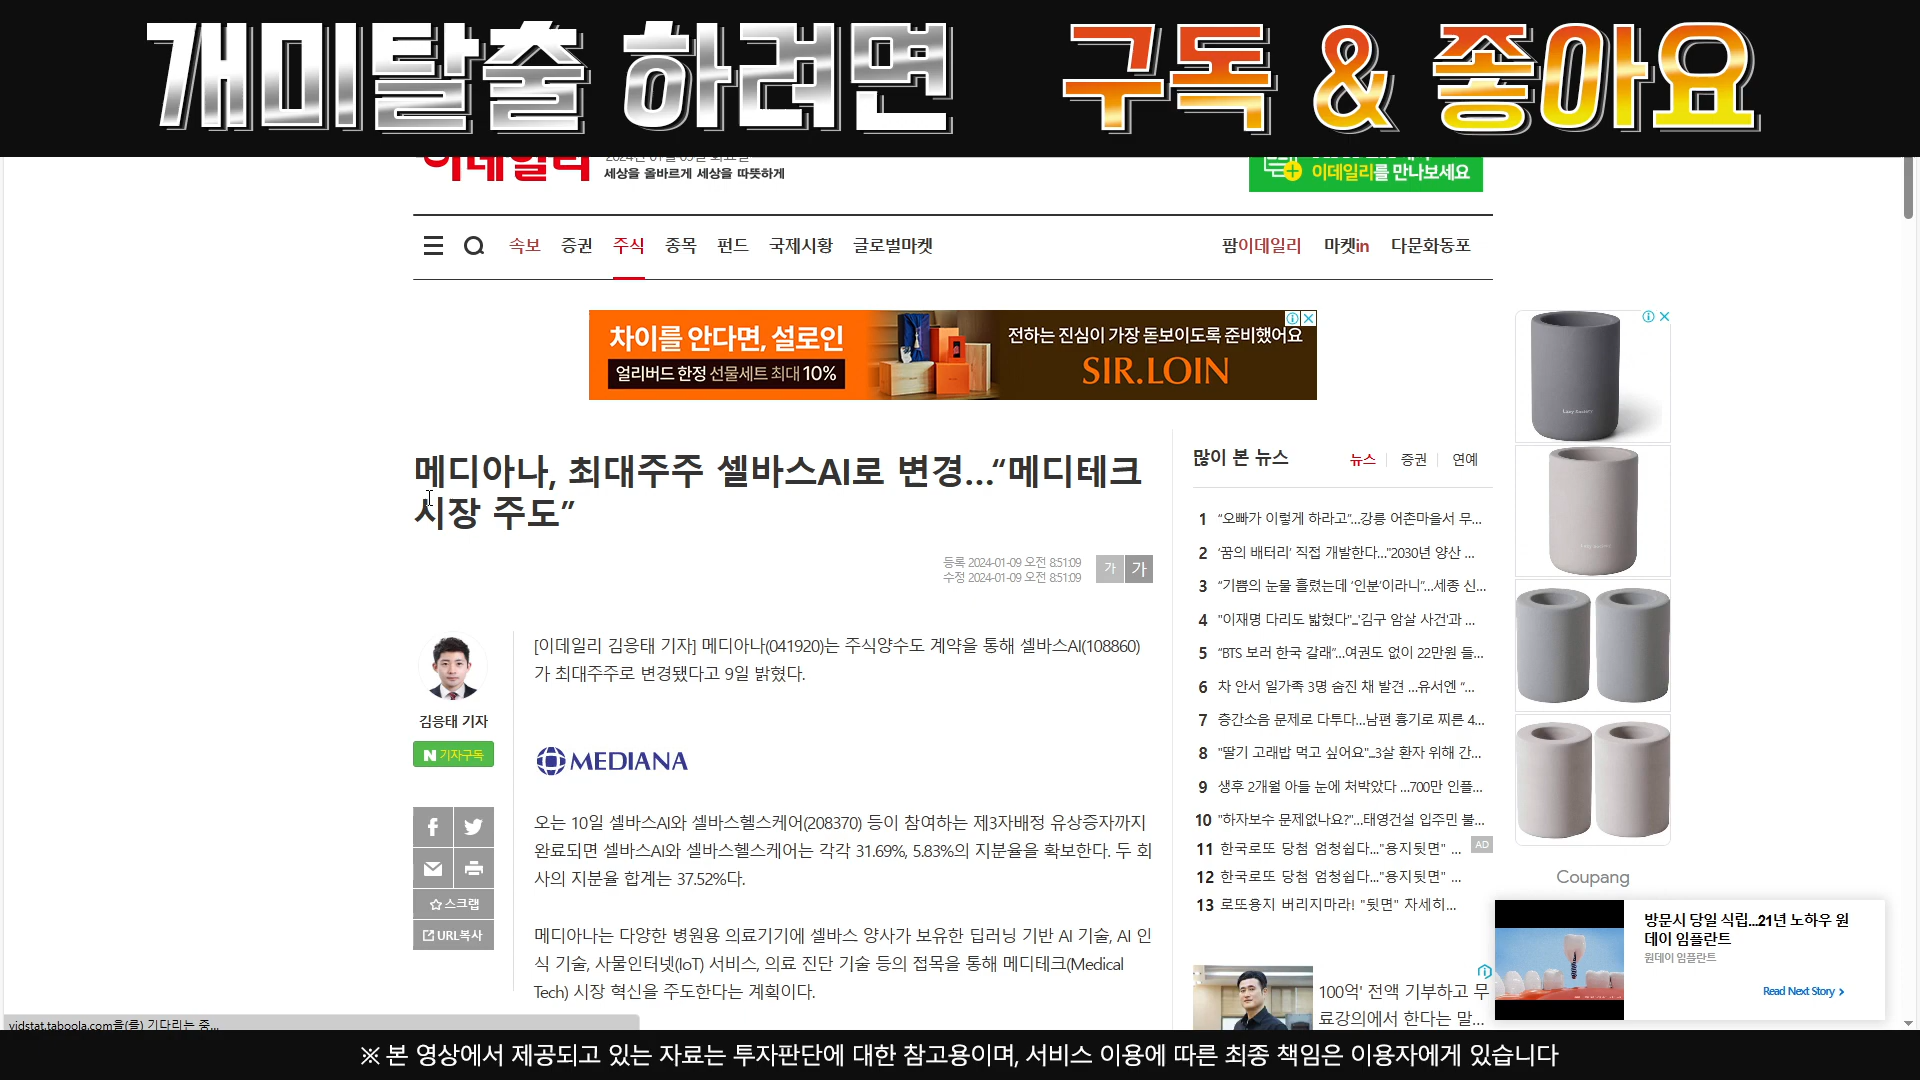 개미탈출 하려면 구독 & 좋아요
이데일리
세상을 올바르게 세상을 따뜻하게
이데일리를 만나보세요
속보 증권 주식 종목 펀드 국제시황 글로벌마켓 팜이데일리 마켓in 다문화동포
차이를 안다면, 설로인
얼리버드 한정 선물세트 최대 10%
전하는 진심이 가장 돋보이도록 준비했어요
SIR.LOIN
메디아나, 최대주주 셀바스AI로 변경…“메디테크
시장 주도”
등록 2024-01-09 오전 8:51:09
수정 2024-01-09 오전 8:51:09
가 가
[이데일리 김응태 기자] 메디아나(041920)는 주식양수도 계약을 통해 셀바스AI(108860)
가 최대주주로 변경됐다고 9일 밝혔다.
김응태 기자
N 기자구독
MEDIANA
오는 10일 셀바스AI와 셀바스헬스케어(208370) 등이 참여하는 제3자배정 유상증자까지
완료되면 셀바스AI와 셀바스헬스케어는 각각 31.69%, 5.83%의 지분율을 확보한다. 두 회
사의 지분율 합계는 37.52%다.
스크랩
URL복사
메디아나는 다양한 병원용 의료기기에 셀바스 양사가 보유한 딥러닝 기반 AI 기술, AI 인
식 기술, 사물인터넷(IoT) 서비스, 의료 진단 기술 등의 접목을 통해 메디테크(Medical
Tech) 시장 혁신을 주도한다는 계획이다.
많이 본 뉴스 뉴스 증권 연예
1 “오빠가 이렇게 하라고”…강릉 어촌마을서 무...
2 ‘꿈의 배터리’ 직접 개발한다…"2030년 양산 ...
3 “기쁨의 눈물 흘렸는데 ‘인분’이라니”…세종 신...
4 "이재명 다리도 밟혔다"…'김구 암살 사건'과 ...
5 “BTS 보러 한국 갈래”…여권도 없이 22만원 들...
6 차 안서 일가족 3명 숨진 채 발견 …유서엔 “...
7 층간소음 문제로 다투다…남편 흉기로 찌른 4...
8 "딸기 고래밥 먹고 싶어요"…3살 환자 위해 간...
9 생후 2개월 아들 눈에 처박았다 …700만 인플...
10 "하자보수 문제없나요?"…태영건설 입주민 불...
11 한국로또 당첨 엄청쉽다..."용지뒷면" ... AD
12 한국로또 당첨 엄청쉽다..."용지뒷면" ...
13 로또용지 버리지마라! "뒷면" 자세히...
100억' 전액 기부하고 무
료강의에서 한다는 말...
Coupang
방문시 당일 식립...21년 노하우 원
데이 임플란트
원데이 임플란트
Read Next Story
vidstat.taboola.com을(를) 기다리는 중...
※ 본 영상에서 제공되고 있는 자료는 투자판단에 대한 참고용이며, 서비스 이용에 따른 최종 책임은 이용자에게 있습니다